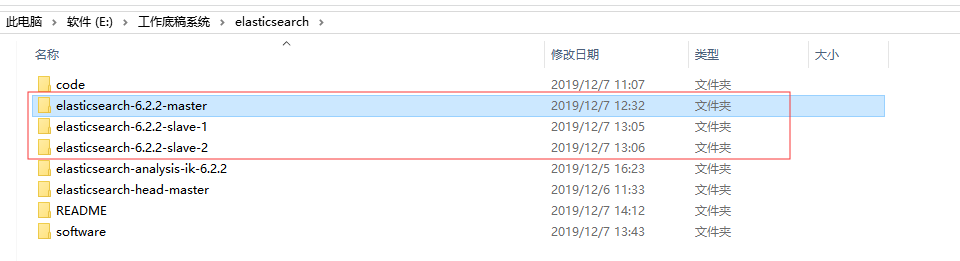 此电脑 > 软件 (E:) > 工作底稿系统 > elasticsearch >
名称 修改日期 类型 大小
code 2019/12/7 11:07 文件夹
elasticsearch-6.2.2-master 2019/12/7 12:32 文件夹
elasticsearch-6.2.2-slave-1 2019/12/7 13:05 文件夹
elasticsearch-6.2.2-slave-2 2019/12/7 13:06 文件夹
elasticsearch-analysis-ik-6.2.2 2019/12/5 16:23 文件夹
elasticsearch-head-master 2019/12/6 11:33 文件夹
README 2019/12/7 14:12 文件夹
software 2019/12/7 13:43 文件夹